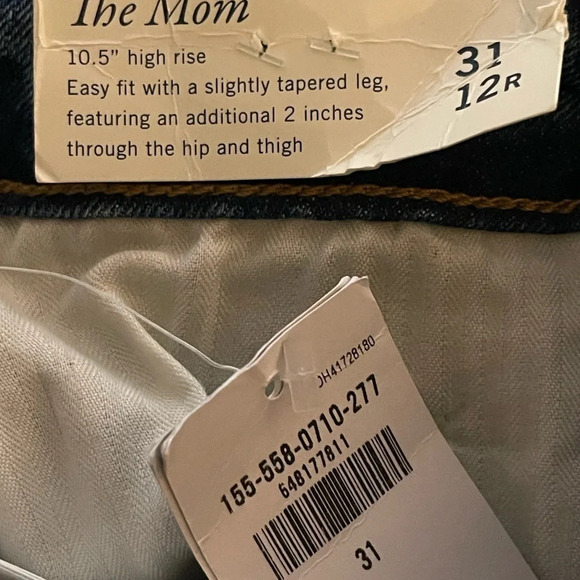 The Mom
10.5" high rise
Easy fit with a slightly tapered leg,
featuring an additional 2 inches
through the hip and thigh
31
12R
OH41728180
155-558-0710-277
648177811
31